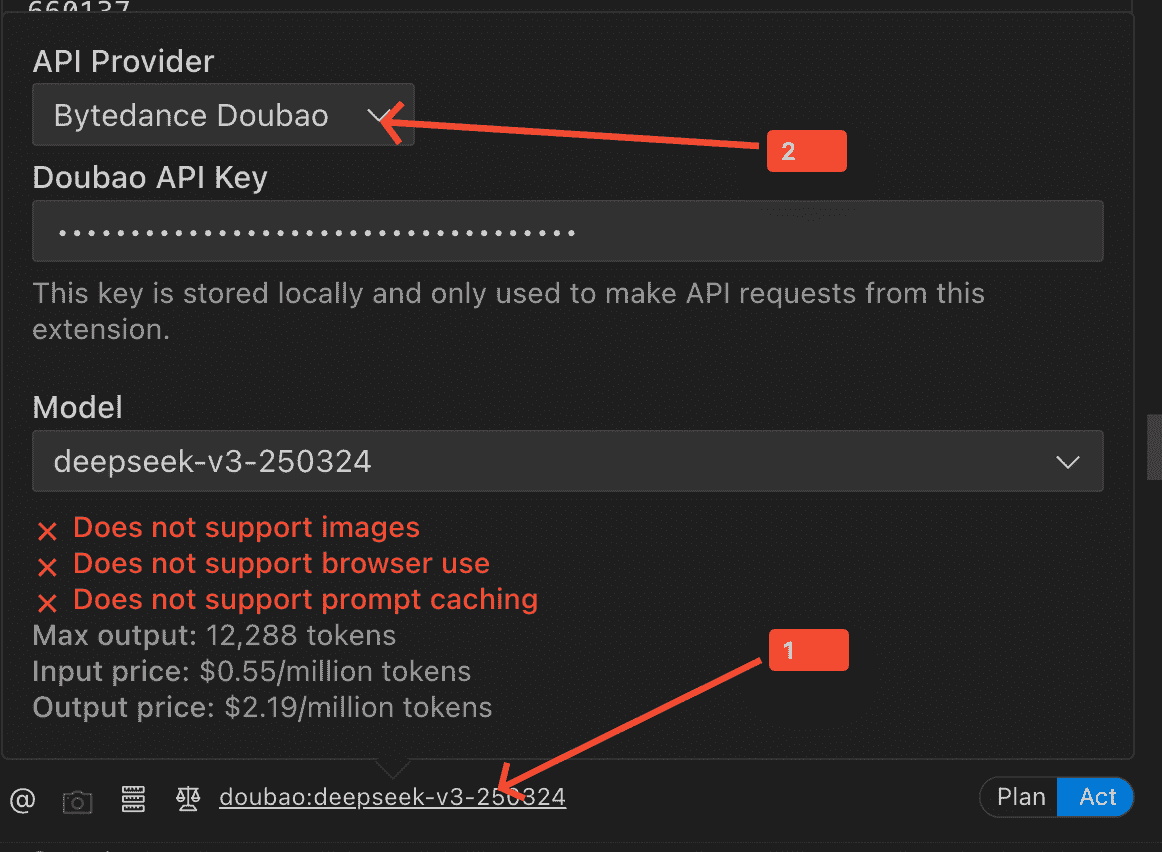 660137
API Provider
Bytedance Doubao
2
Doubao API Key
This key is stored locally and only used to make API requests from this
extension.
Model
deepseek-v3-250324
Does not support images
Does not support browser use
Does not support prompt caching
Max output: 12,288 tokens
1
Input price: $0.55/million tokens
Output price: $2.19/million tokens
@ doubao:deepseek-v3-250324 Plan Act